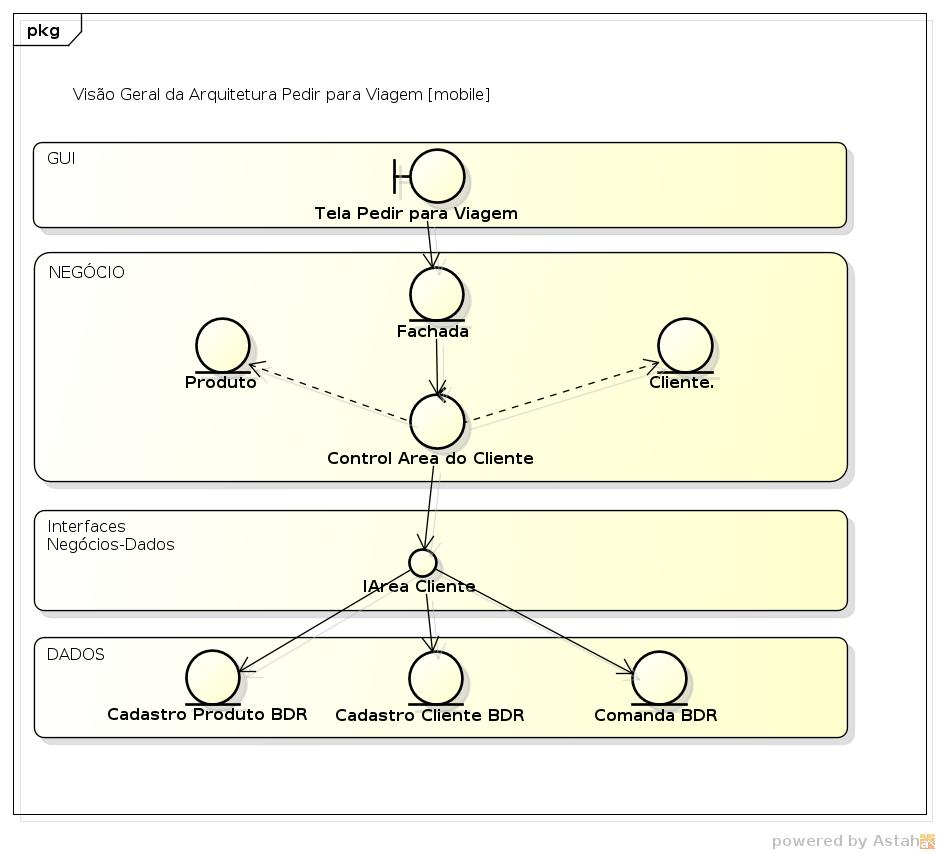 pkg
Visão Geral da Arquitetura Pedir para Viagem [mobile]
GUI
Tela Pedir para Viagem
NEGÓCIO
Fachada
Produto
Cliente.
Control Area do Cliente
Interfaces
Negócios-Dados
IArea Cliente
DADOS
Cadastro Produto BDR
Cadastro Cliente BDR
Comanda BDR
powered by Astah